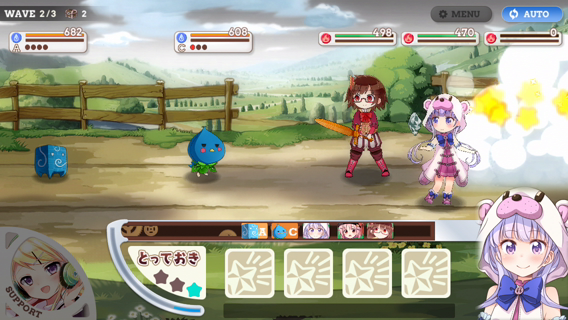 WAVE 2/3 2
MENU
AUTO
682
A
608
C
498
470
0
A
C
とっておき
SUPPORT